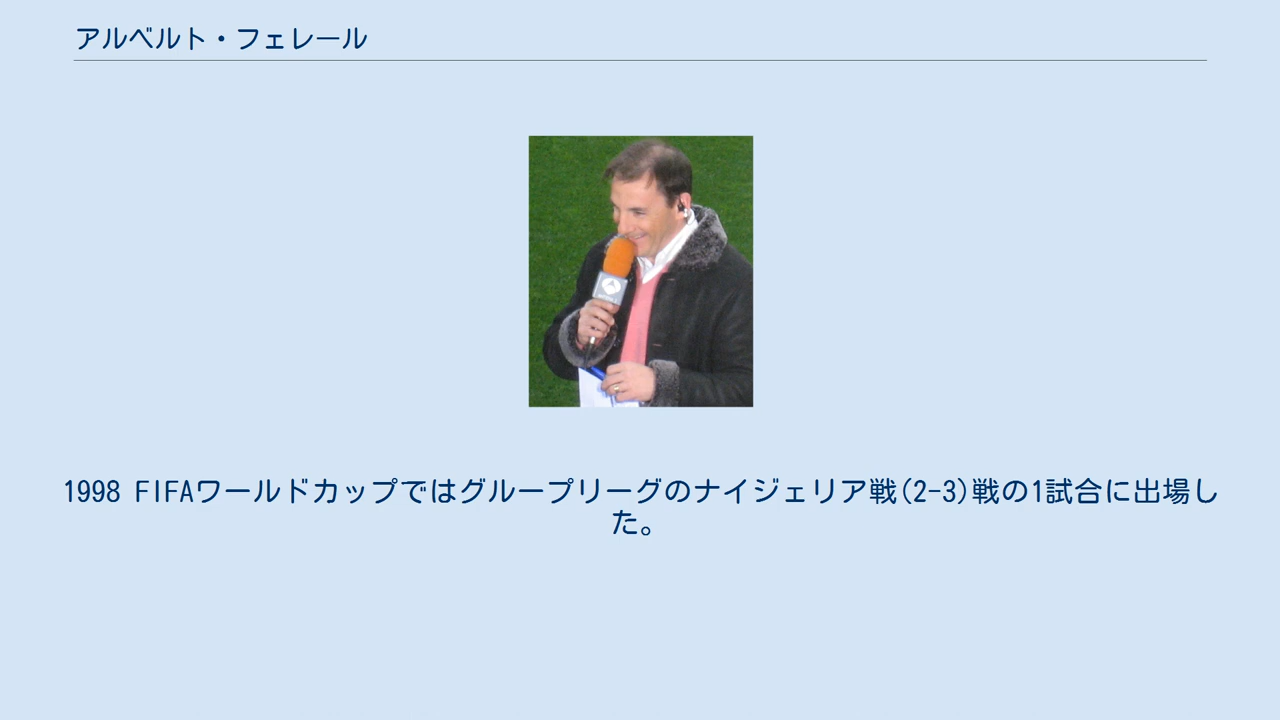 アルベルト・フェレール
1998 FIFAワールドカップではグループリーグのナイジェリア戦(2-3)戦の1試合に出場し
た。